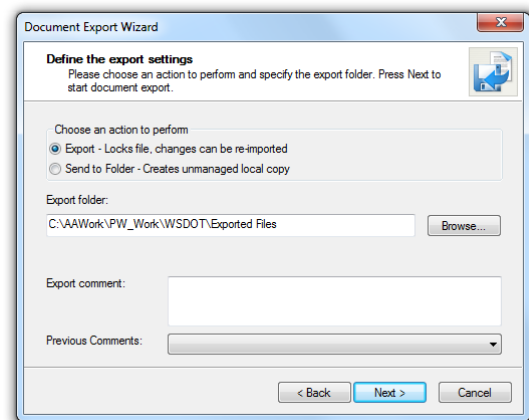 Document Export Wizard
Define the export settings
Please choose an action to perform and specify the export folder. Press Next to
start document export.
Choose an action to perform
Export - Locks file, changes can be re-imported
Send to Folder - Creates unmanaged local copy
Export folder:
C:\AAWork\PW_Work\WSDOT\Exported Files
Browse...
Export comment:
Previous Comments:
< Back
Next >
Cancel